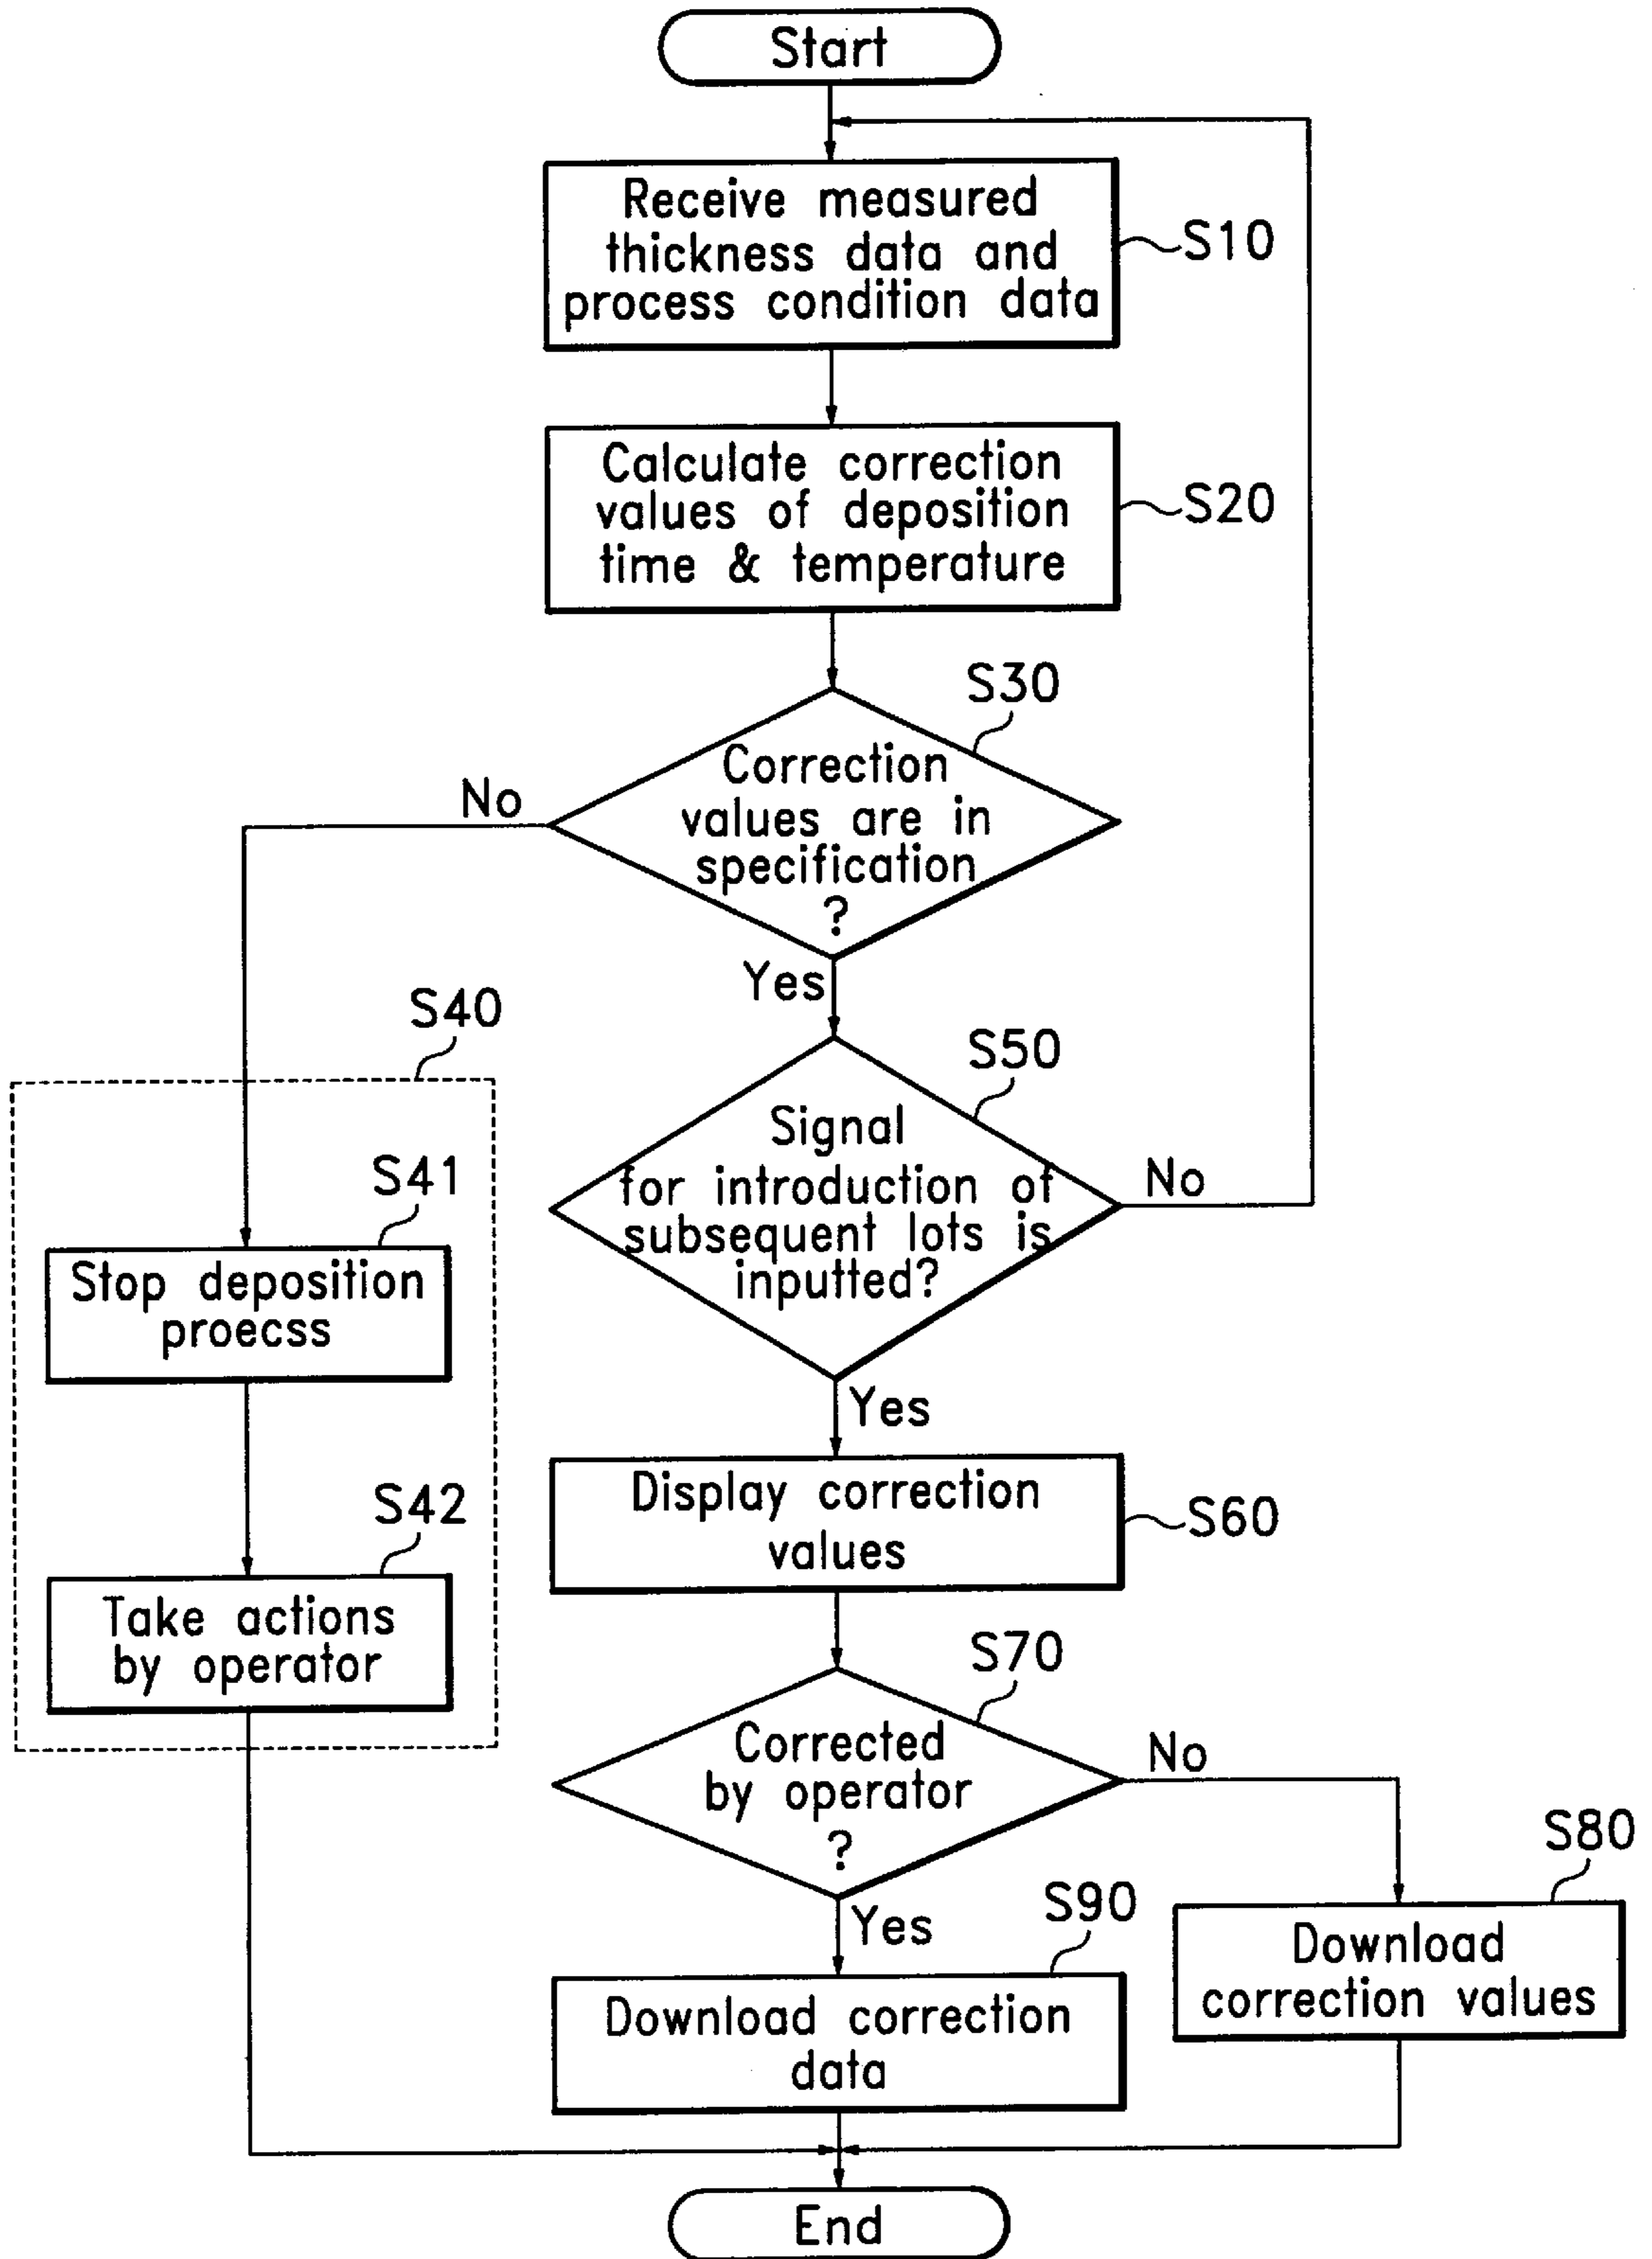 Start
Receive measured
thickness data and
process condition data
S10
Calculate correction
values of deposition
time & temperature
S20
S30
Correction
values are in
specification
?
No
Yes
S40
S50
Signal
for introduction of
subsequent lots is
inputted?
No
Yes
S41
Stop deposition
proecss
S42
Take actions
by operator
Display correction
values
S60
S70
Corrected
by operator
?
No
Yes
S80
Download
correction values
S90
Download correction
data
End